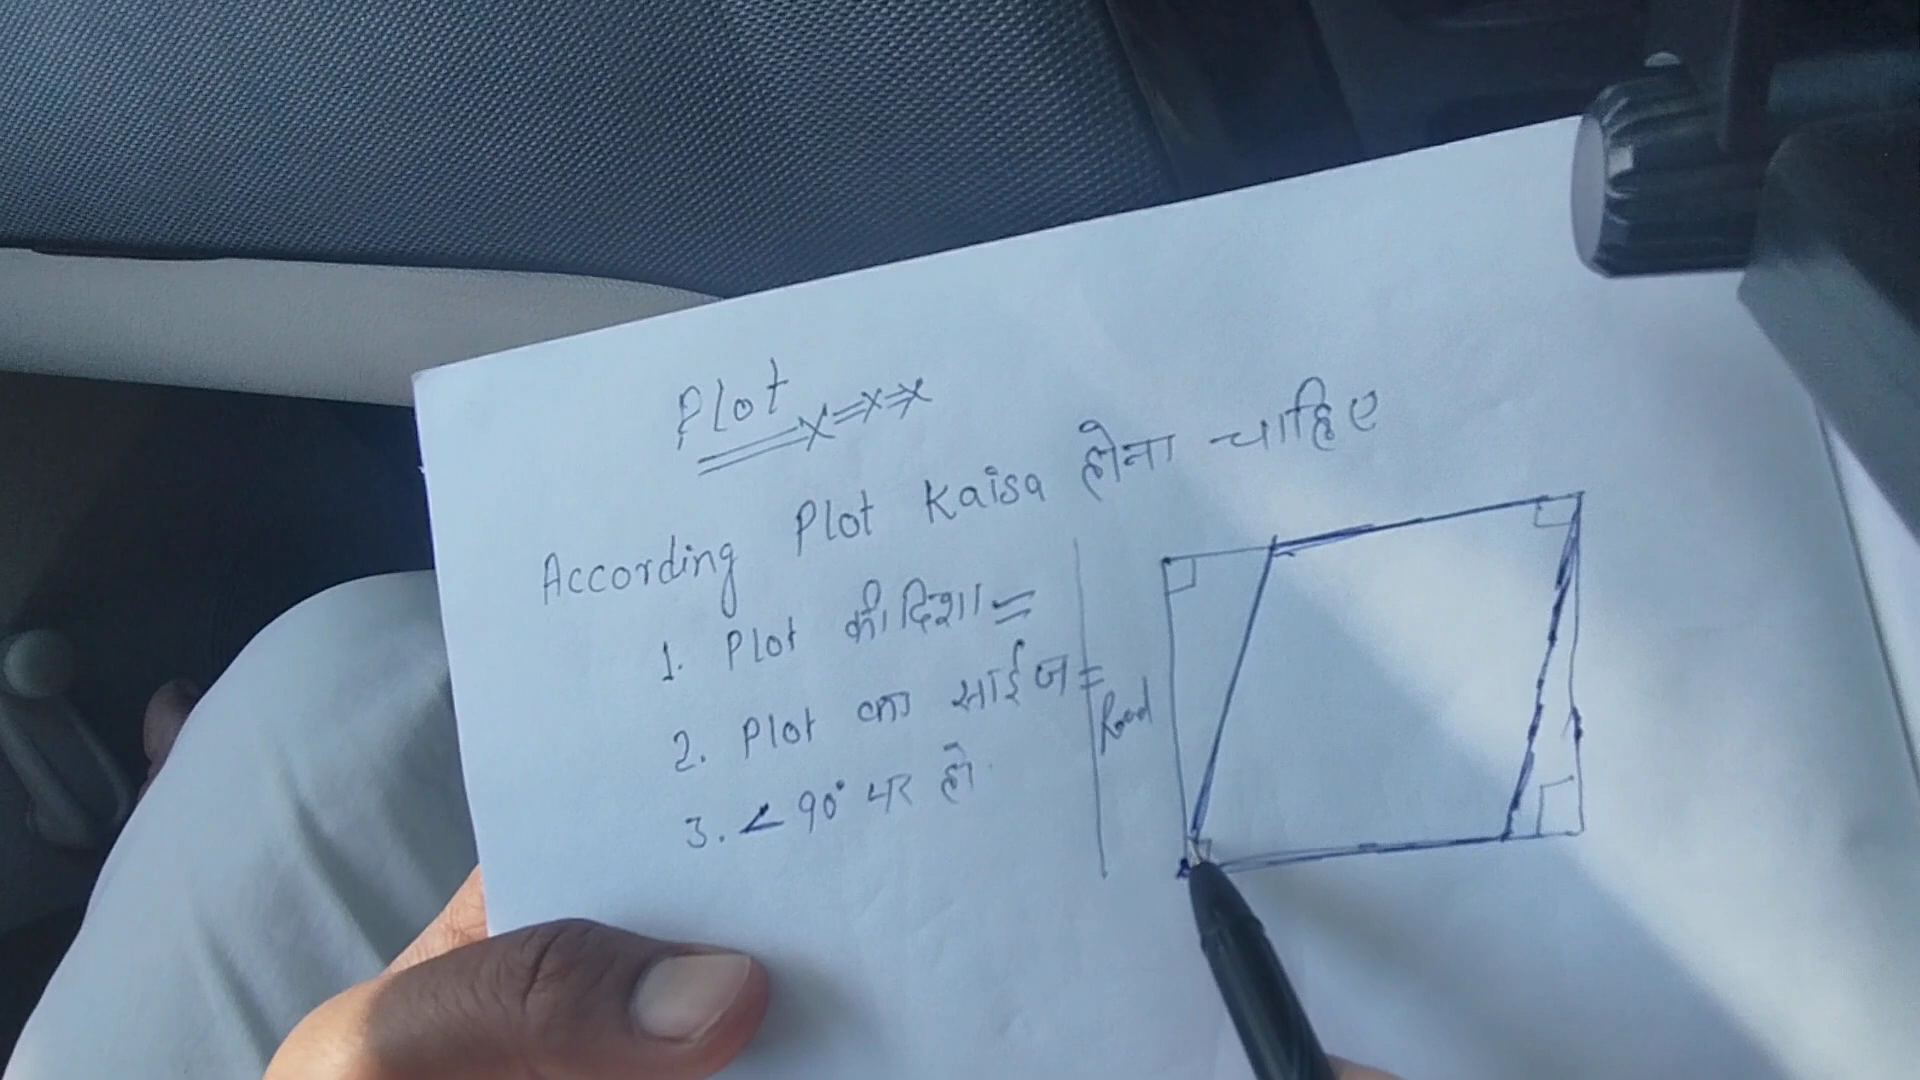 Plot
According Plot Kaisa होना चाहिए
1. Plot की दिशा =
2. Plot का साईज =
3. ∠ 90° पर हो.
Road